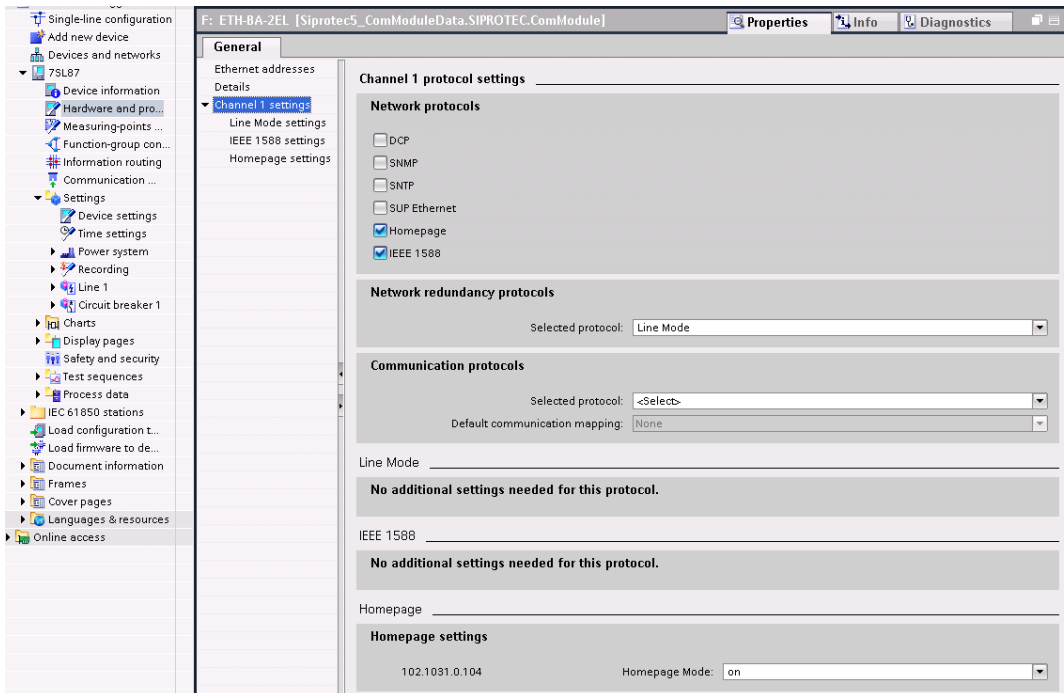 Single-line configuration
Add new device
Devices and networks
7SL87
Device information
Hardware and pro...
Measuring-points ...
Function-group con...
Information routing
Communication ...
Settings
Device settings
Time settings
Power system
Recording
Line 1
Circuit breaker 1
Charts
Display pages
Safety and security
Test sequences
Process data
IEC 61850 stations
Load configuration t...
Load firmware to de...
Document information
Frames
Cover pages
Languages & resources
Online access
F: ETH-BA-2EL [Siprotec5_ComModuleData.SIPROTEC.ComModule]
Properties
Info
Diagnostics
General
Ethernet addresses
Details
Channel 1 settings
Line Mode settings
IEEE 1588 settings
Homepage settings
Channel 1 protocol settings
Network protocols
DCP
SNMP
SNTP
SUP Ethernet
Homepage
IEEE 1588
Network redundancy protocols
Selected protocol: Line Mode
Communication protocols
Selected protocol: <Select>
Default communication mapping: None
Line Mode
No additional settings needed for this protocol.
IEEE 1588
No additional settings needed for this protocol.
Homepage
Homepage settings
102.1031.0.104 Homepage Mode: on